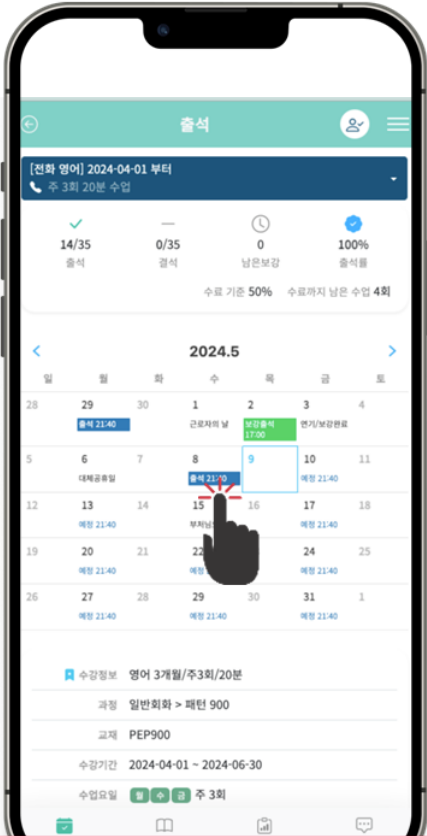 출석
[전화 영어] 2024-04-01 부터
주 3회 20분 수업
14/35 0/35 0 100%
출석 결석 남은보강 출석률
수료 기준 50% 수료까지 남은 수업 4회
2024.5
일 월 화 수 목 금 토
28 29 30 1 2 3 4
출석 21:40 근로자의 날 보강출석 연기/보강완료
17:00
5 6 7 8 9 10 11
대체공휴일 출석 21:40 예정 21:40
12 13 14 15 16 17 18
예정 21:40 부처님 예정 21:40
19 20 21 22 24 25
예정 21:40 예정 예정 21:40
26 27 28 29 30 31 1
예정 21:40 예정 21:40 예정 21:40
수강정보 영어 3개월/주3회/20분
과정 일반회화 > 패턴 900
교재 PEP900
수강기간 2024-04-01 ~ 2024-06-30
수업요일 월 수 금 주 3회